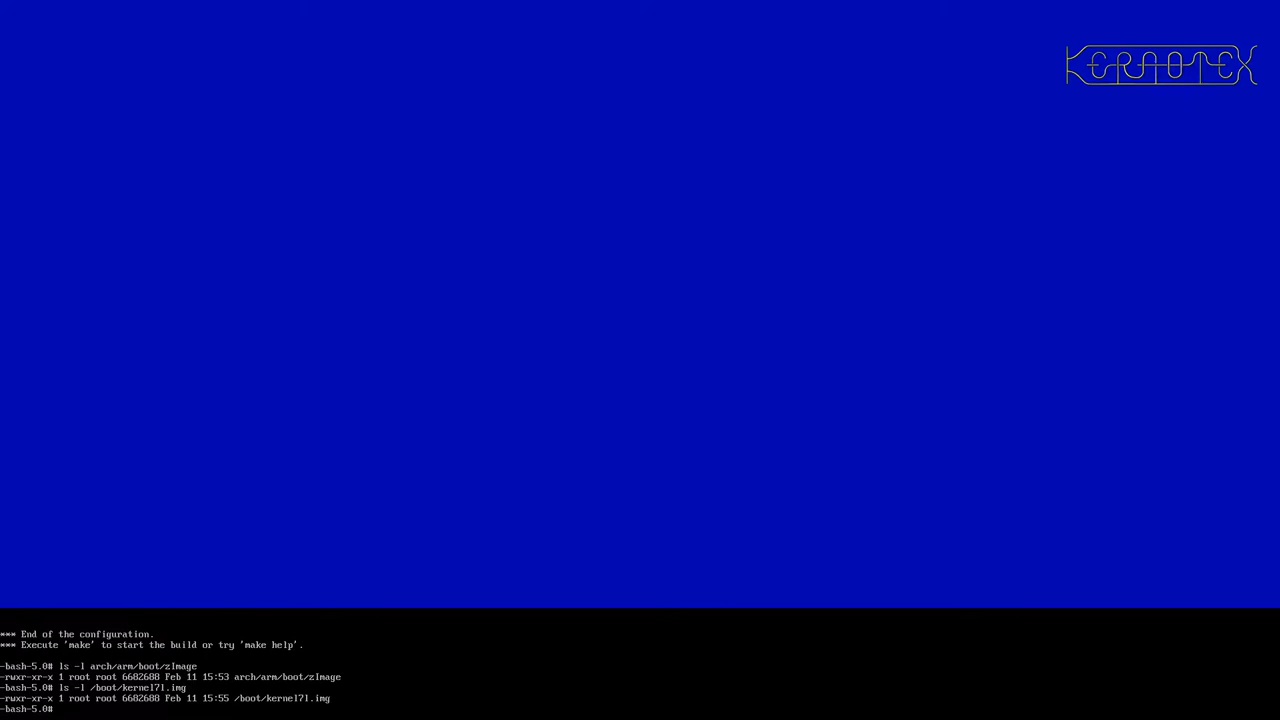 KERNOTEX
*** End of the configuration.
*** Execute 'make' to start the build or try 'make help'.
-bash-5.0# ls -l arch/arm/boot/zImage
-rwxr-xr-x 1 root root 6682688 Feb 11 15:53 arch/arm/boot/zImage
-bash-5.0# ls -l /boot/kernel7l.img
-rwxr-xr-x 1 root root 6682688 Feb 11 15:55 /boot/kernel7l.img
-bash-5.0#